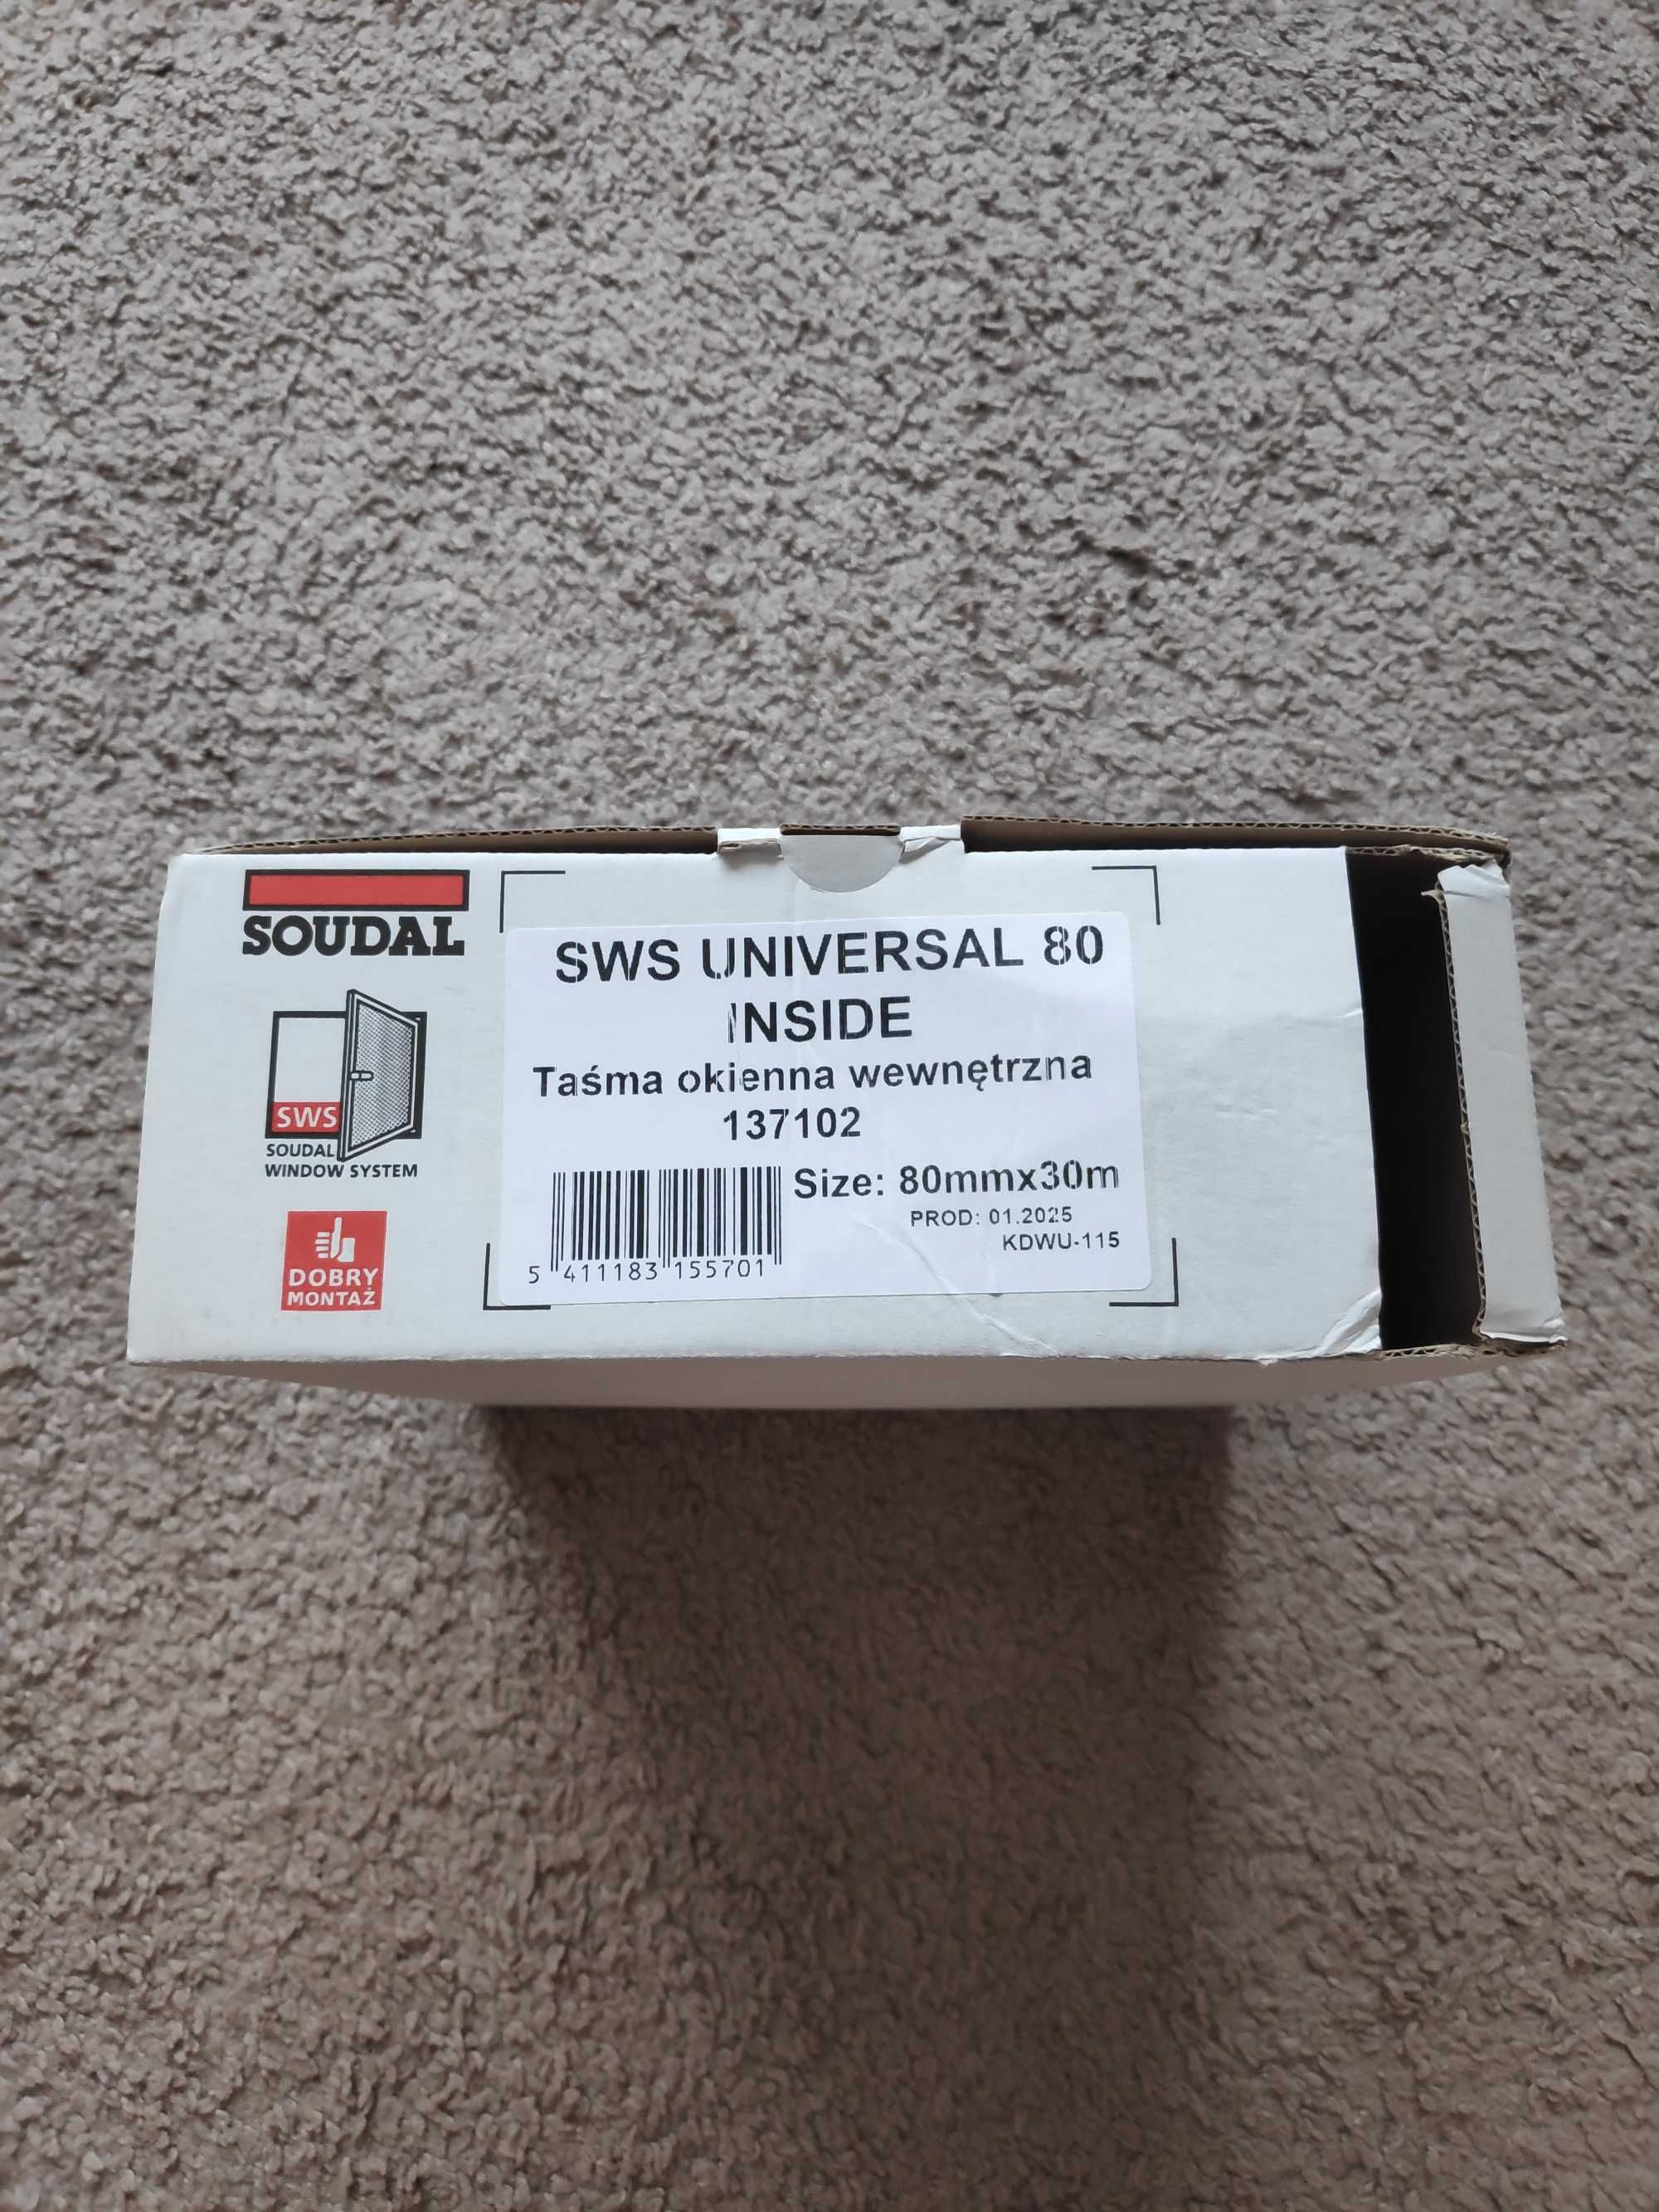 SOUDAL
SWS
SOUDAL
WINDOW SYSTEM
DOBRY
MONTAŻ
SWS UNIVERSAL 80
INSIDE
Taśma okienna wewnętrzna
137102
Size: 80mmx30m
PROD: 01.2025
KDWU-115
5 411183 155701